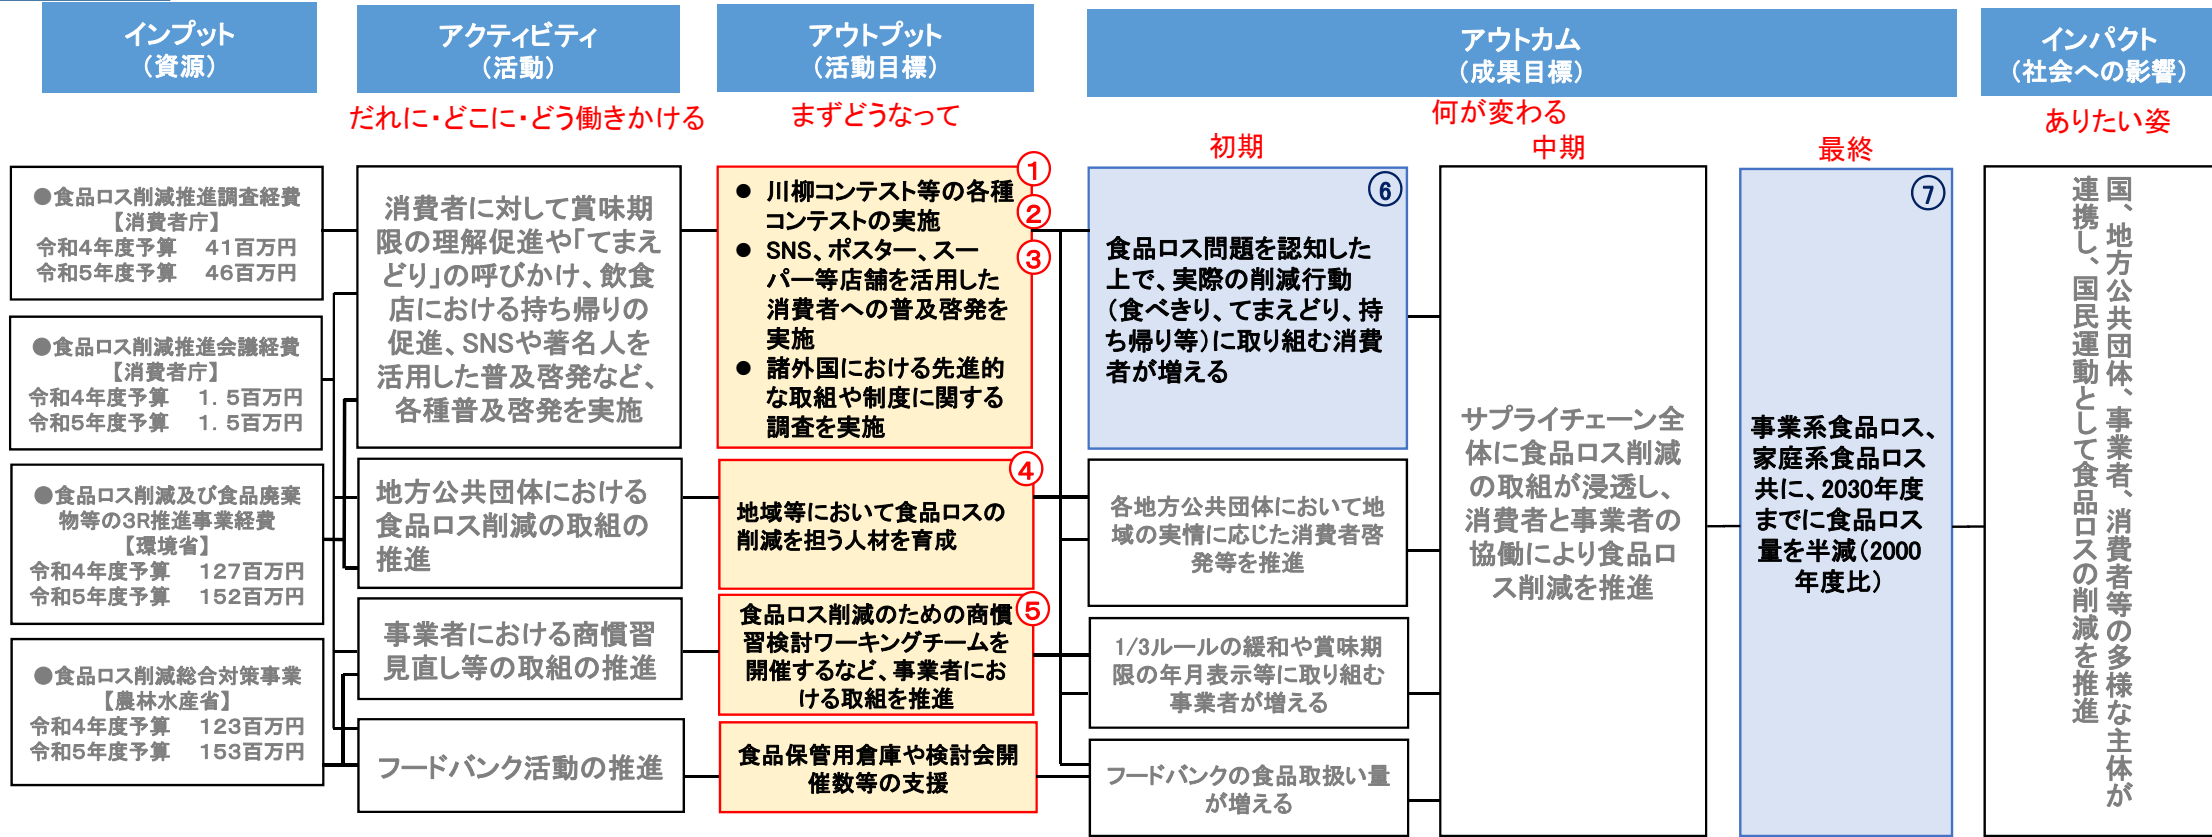 インプット
（資源）
アクティビティ
（活動）
アウトプット
（活動目標）
アウトカム
（成果目標）
インパクト
（社会への影響）
だれに・どこに・どう働きかける
まずどうなって
何が変わる
ありたい姿
初期
中期
最終
●食品ロス削減推進調査経費
【消費者庁】
令和4年度予算　41百万円
令和5年度予算　46百万円
●食品ロス削減推進会議経費
【消費者庁】
令和4年度予算　1．5百万円
令和5年度予算　1．5百万円
●食品ロス削減及び食品廃棄
物等の3R推進事業経費
【環境省】
令和4年度予算　127百万円
令和5年度予算　152百万円
●食品ロス削減総合対策事業
【農林水産省】
令和4年度予算　123百万円
令和5年度予算　153百万円
消費者に対して賞味期
限の理解促進や「てまえ
どり」の呼びかけ、飲食
店における持ち帰りの
促進、SNSや著名人を
活用した普及啓発など、
各種普及啓発を実施
地方公共団体における
食品ロス削減の取組の
推進
事業者における商慣習
見直し等の取組の推進
フードバンク活動の推進
①
②
③
● 川柳コンテスト等の各種
コンテストの実施
● SNS、ポスター、スー
パー等店舗を活用した
消費者への普及啓発を
実施
● 諸外国における先進的
な取組や制度に関する
調査を実施
④
地域等において食品ロスの
削減を担う人材を育成
⑤
食品ロス削減のための商慣
習検討ワーキングチームを
開催するなど、事業者にお
ける取組を推進
食品保管用倉庫や検討会開
催数等の支援
⑥
食品ロス問題を認知した
上で、実際の削減行動
（食べきり、てまえどり、持
ち帰り等）に取り組む消費
者が増える
各地方公共団体において地
域の実情に応じた消費者啓
発等を推進
1/3ルールの緩和や賞味期
限の年月表示等に取り組む
事業者が増える
フードバンクの食品取扱い量
が増える
サプライチェーン全
体に食品ロス削減
の取組が浸透し、
消費者と事業者の
協働により食品ロ
ス削減を推進
⑦
事業系食品ロス、
家庭系食品ロス
共に、2030年度
までに食品ロス
量を半減（2000
年度比）
国、地方公共団体、事業者、消費者等の多様な主体が
連携し、国民運動として食品ロスの削減を推進